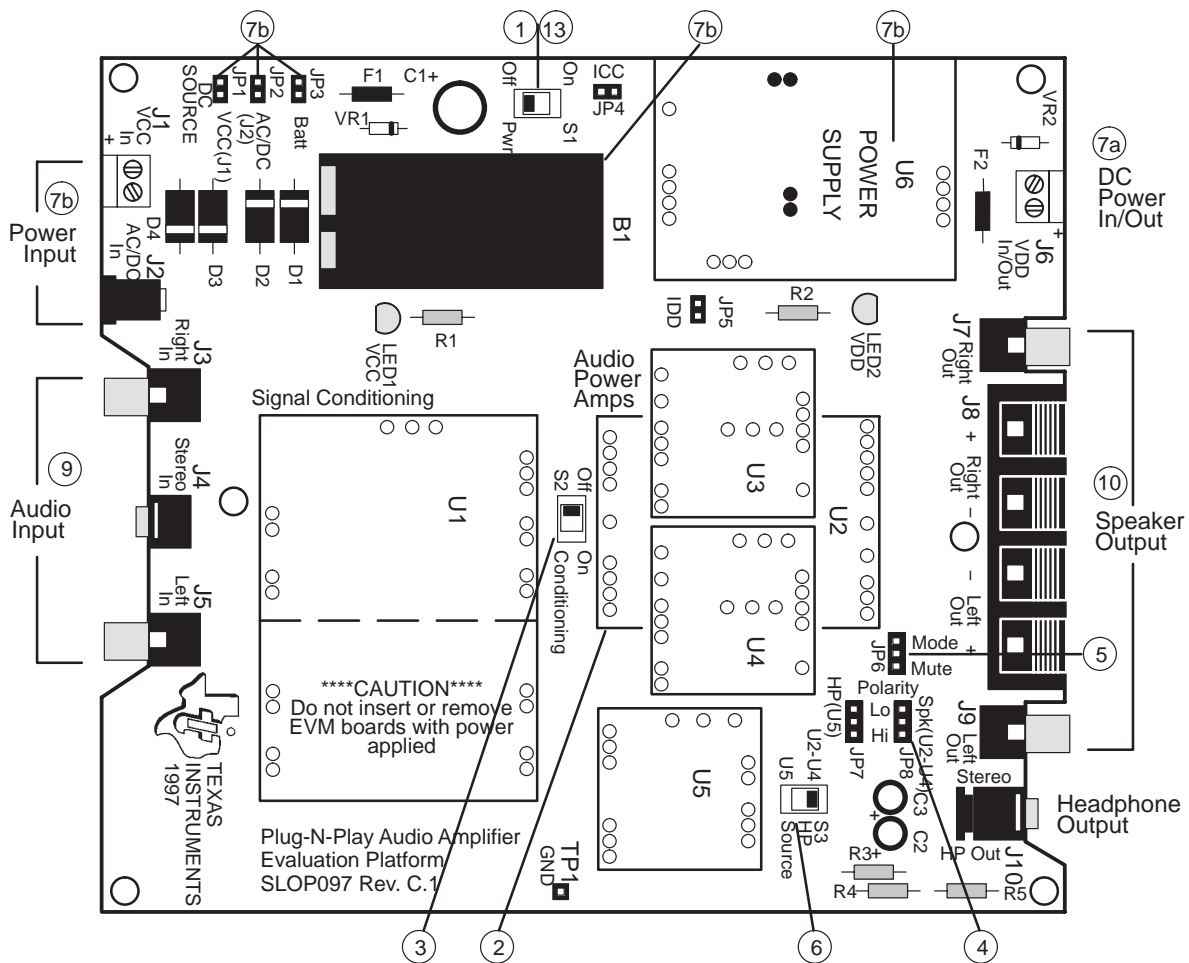 7b
1
13
7b
7b
DC
SOURCE
JP1
JP2
JP3
F1
C1+
Off
On
ICC
JP4
VR1
VCC(J1)
AC/DC
(J2)
Batt
Pwr
S1
J1
VCC
In
+
POWER
SUPPLY
U6
VR2
F2
7a
DC
Power
In/Out
7b
Power
Input
D4
AC/DC
In
J2
D3
D2
D1
B1
J6
VDD
In/Out
+
R1
LED1
VCC
IDD
JP5
R2
LED2
VDD
J3
Right
In
J7
Right
Out
Signal Conditioning
Audio
Power
Amps
J8
+
Right
Out
−
−
Left
Out
+
9
Audio
Input
J4
Stereo
In
U1
S2
Off
On
Conditioning
U3
U2
10
Speaker
Output
J5
Left
In
U4
JP6
Mode
Mute
5
****CAUTION****
Do not insert or remove
EVM boards with power
applied
Polarity
HP(U5)
Lo
Hi
Spk(U2-U4)
JP7
JP8
J9
Left
Out
TEXAS
INSTRUMENTS
1997
U5
U5
U2-U4
S3
HP
Source
C3
+
C2
Stereo
Headphone
Output
HP Out
J10
Plug-N-Play Audio Amplifier
Evaluation Platform
SLOP097 Rev. C.1
TP1
GND
R3+
R4
R5
3
2
6
4